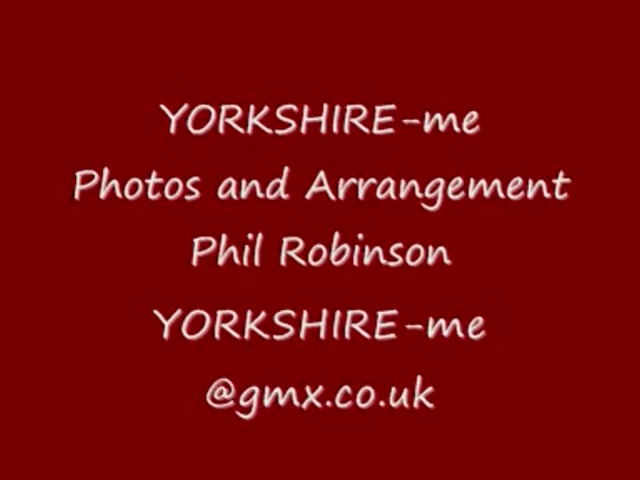 YORKSHIRE-me
Photos and Arrangement
Phil Robinson
YORKSHIRE-me
@gmx.co.uk